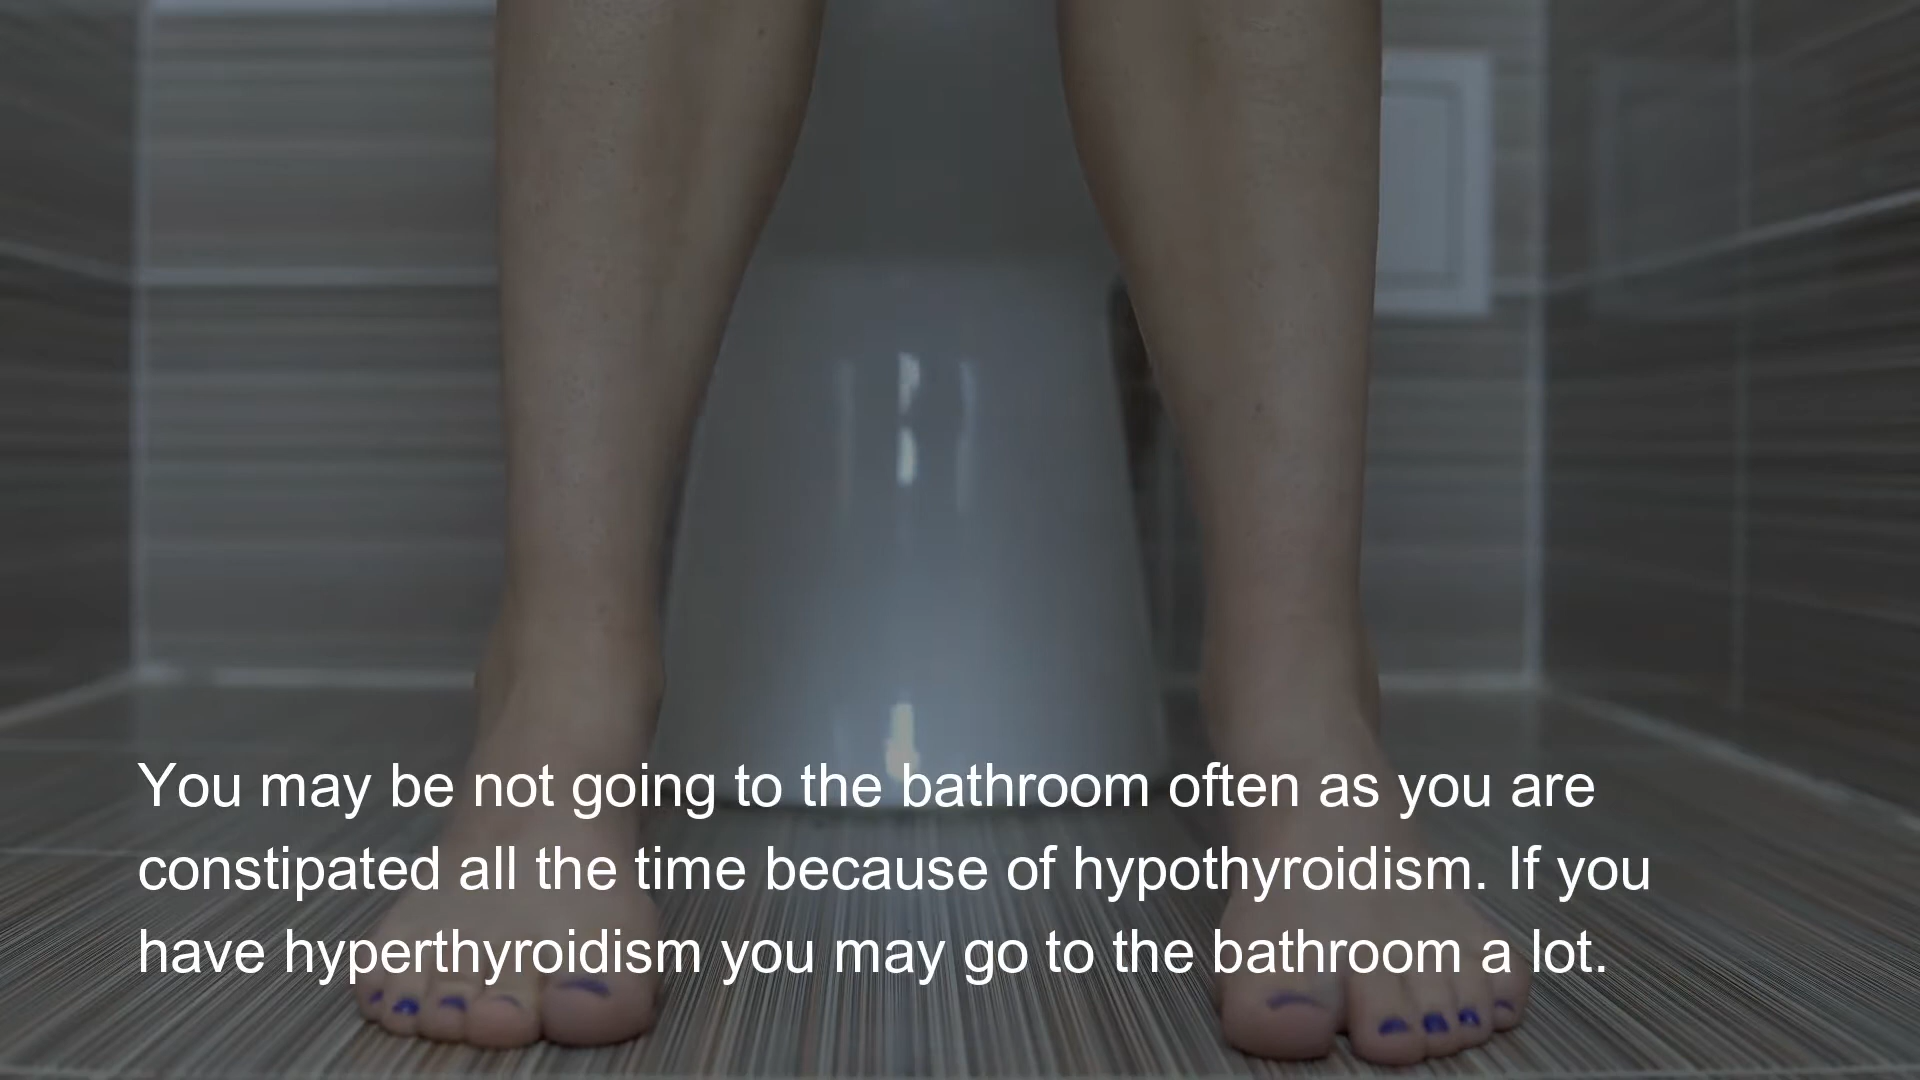 You may be not going to the bathroom often as you are
constipated all the time because of hypothyroidism. If you
have hyperthyroidism you may go to the bathroom a lot.